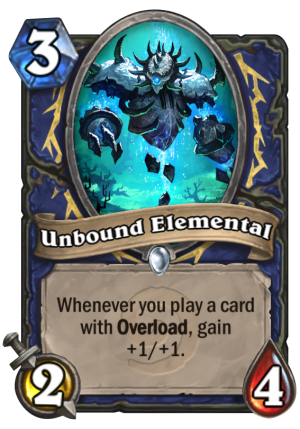 3
Unbound Elemental
Whenever you play a card
with Overload, gain
+1/+1.
2
4